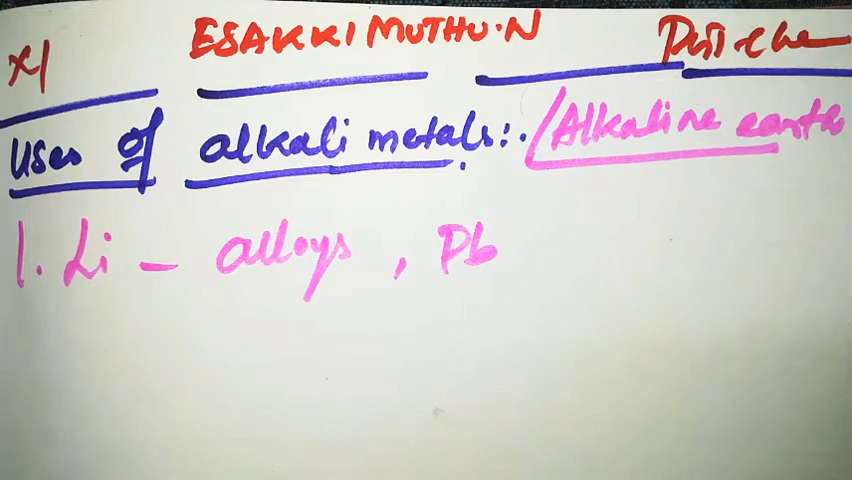 XI ESAKKIMUTHU.N
Uses of alkali metals:. / Alkaline earth
1. Li - alloys, Pb